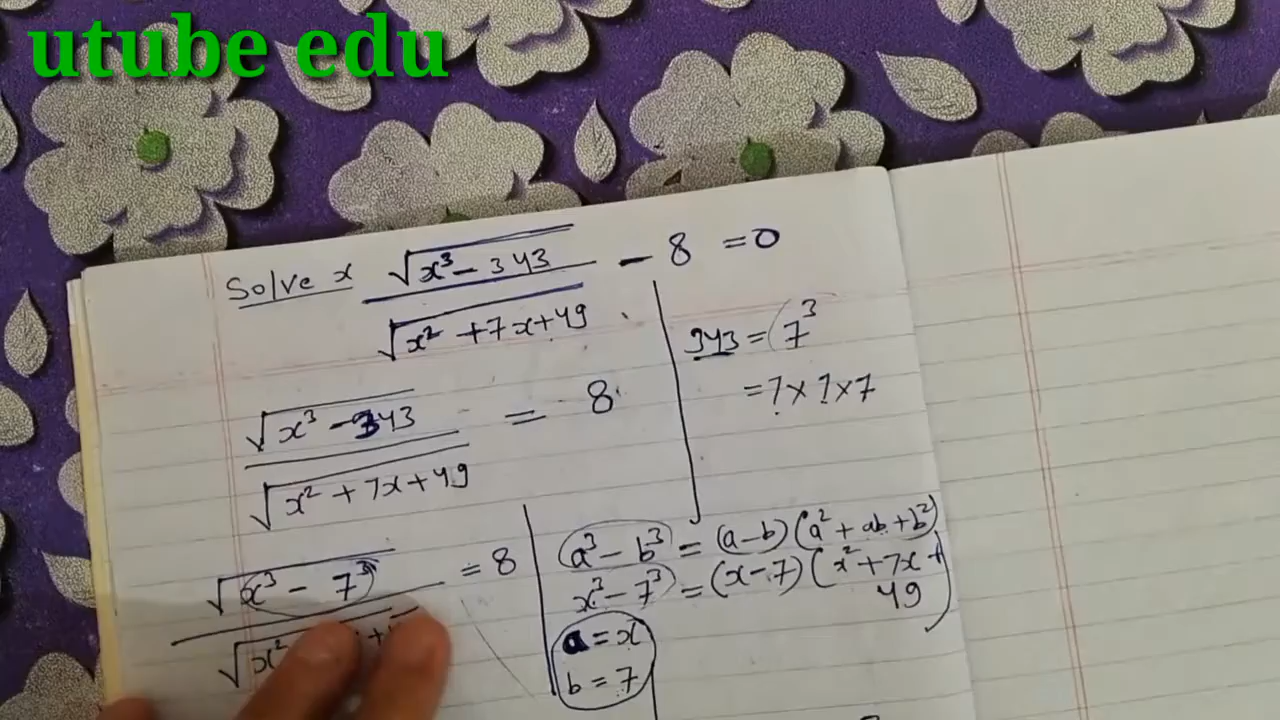 utube edu
Solve x √(x³ - 343) / √(x² + 7x + 49) - 8 = 0
343 = 7³
= 7 x 7 x 7
√(x³ - 343) / √(x² + 7x + 49) = 8
√(x³ - 7³) / √(x²
= 8
a³ - b³ = (a-b) (a² + ab + b²)
x³ - 7³ = (x-7) (x² + 7x +
49)
a = x
b = 7